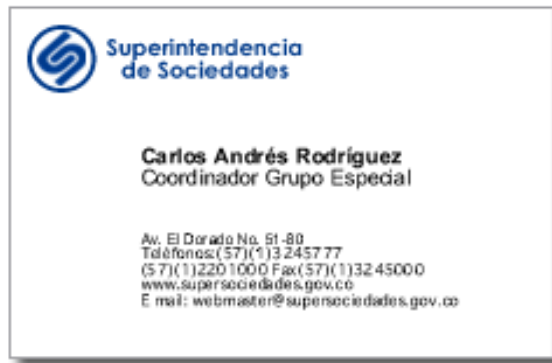 Superintendencia
de Sociedades
Carlos Andrés Rodríguez
Coordinador Grupo Especial
Av. El Dorado No. 51-80
Teléfonos:(57)(1)3245777
(57)(1)2201000 Fax(57)(1)3245000
www.supersociedades.gov.co
E mail: webmaster@supersociedades.gov.co